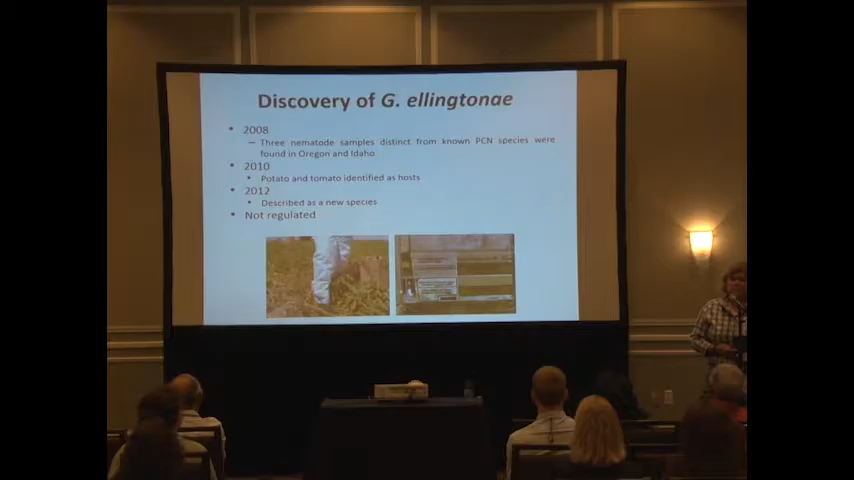 Discovery of G. ellingtonae
• 2008
– Three nematode samples distinct from known PCN species were
found in Oregon and Idaho
• 2010
• Potato and tomato identified as hosts
• 2012
• Described as a new species
• Not regulated